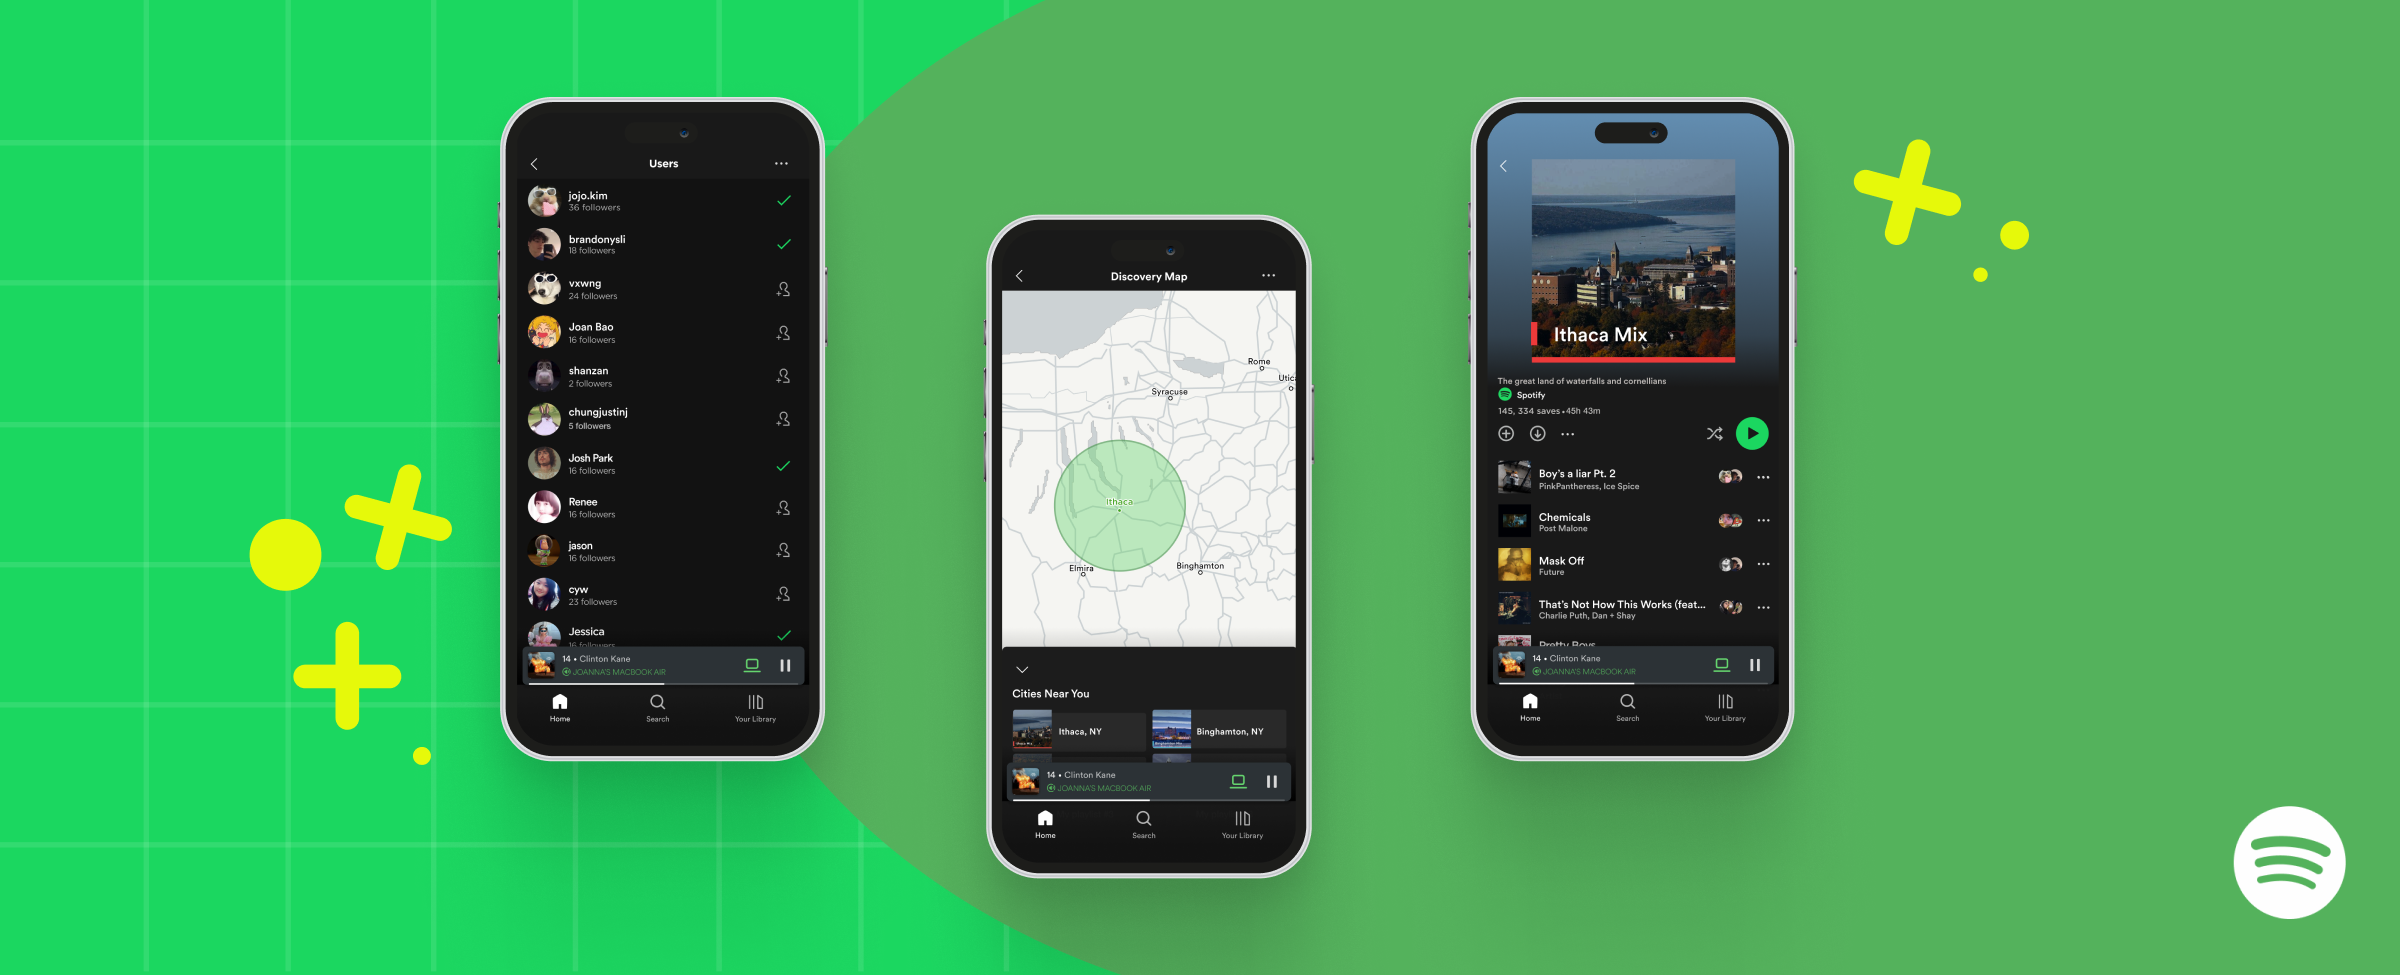 Users
jojo.kim
36 followers
brandonysli
18 followers
vxwng
24 followers
Joan Bao
16 followers
shanzan
2 followers
chungjustinj
5 followers
Josh Park
16 followers
Renee
16 followers
jason
16 followers
cyw
23 followers
Jessica
16 followers
14 • Clinton Kane
JOANNA'S MACBOOK AIR
Home
Search
Your Library
Discovery Map
Rome
Utica
Syracuse
Ithaca
Elmira
Binghamton
Cities Near You
Ithaca, NY
Binghamton, NY
14 • Clinton Kane
JOANNA'S MACBOOK AIR
Home
Search
Your Library
Ithaca Mix
The great land of waterfalls and cornellians
Spotify
145, 334 saves • 45h 43m
Boy's a liar Pt. 2
PinkPantheress, Ice Spice
Chemicals
Post Malone
Mask Off
Future
That's Not How This Works (feat...
Charlie Puth, Dan + Shay
Pretty Boys
14 • Clinton Kane
JOANNA'S MACBOOK AIR
Home
Search
Your Library